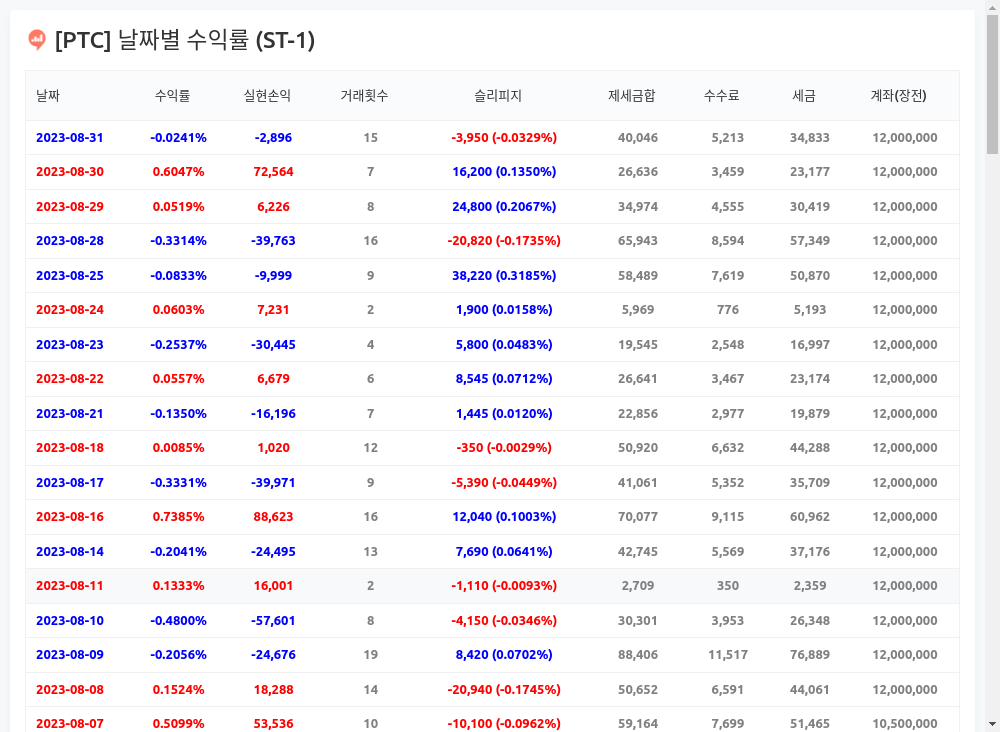 [PTC] 날짜별 수익률 (ST-1)
날짜 수익률 실현손익 거래횟수 슬리피지 제세금합 수수료 세금 계좌(장전)
2023-08-31 -0.0241% -2,896 15 -3,950 (-0.0329%) 40,046 5,213 34,833 12,000,000
2023-08-30 0.6047% 72,564 7 16,200 (0.1350%) 26,636 3,459 23,177 12,000,000
2023-08-29 0.0519% 6,226 8 24,800 (0.2067%) 34,974 4,555 30,419 12,000,000
2023-08-28 -0.3314% -39,763 16 -20,820 (-0.1735%) 65,943 8,594 57,349 12,000,000
2023-08-25 -0.0833% -9,999 9 38,220 (0.3185%) 58,489 7,619 50,870 12,000,000
2023-08-24 0.0603% 7,231 2 1,900 (0.0158%) 5,969 776 5,193 12,000,000
2023-08-23 -0.2537% -30,445 4 5,800 (0.0483%) 19,545 2,548 16,997 12,000,000
2023-08-22 0.0557% 6,679 6 8,545 (0.0712%) 26,641 3,467 23,174 12,000,000
2023-08-21 -0.1350% -16,196 7 1,445 (0.0120%) 22,856 2,977 19,879 12,000,000
2023-08-18 0.0085% 1,020 12 -350 (-0.0029%) 50,920 6,632 44,288 12,000,000
2023-08-17 -0.3331% -39,971 9 -5,390 (-0.0449%) 41,061 5,352 35,709 12,000,000
2023-08-16 0.7385% 88,623 16 12,040 (0.1003%) 70,077 9,115 60,962 12,000,000
2023-08-14 -0.2041% -24,495 13 7,690 (0.0641%) 42,745 5,569 37,176 12,000,000
2023-08-11 0.1333% 16,001 2 -1,110 (-0.0093%) 2,709 350 2,359 12,000,000
2023-08-10 -0.4800% -57,601 8 -4,150 (-0.0346%) 30,301 3,953 26,348 12,000,000
2023-08-09 -0.2056% -24,676 19 8,420 (0.0702%) 88,406 11,517 76,889 12,000,000
2023-08-08 0.1524% 18,288 14 -20,940 (-0.1745%) 50,652 6,591 44,061 12,000,000
2023-08-07 0.5099% 53,536 10 -10,100 (-0.0962%) 59,164 7,699 51,465 10,500,000